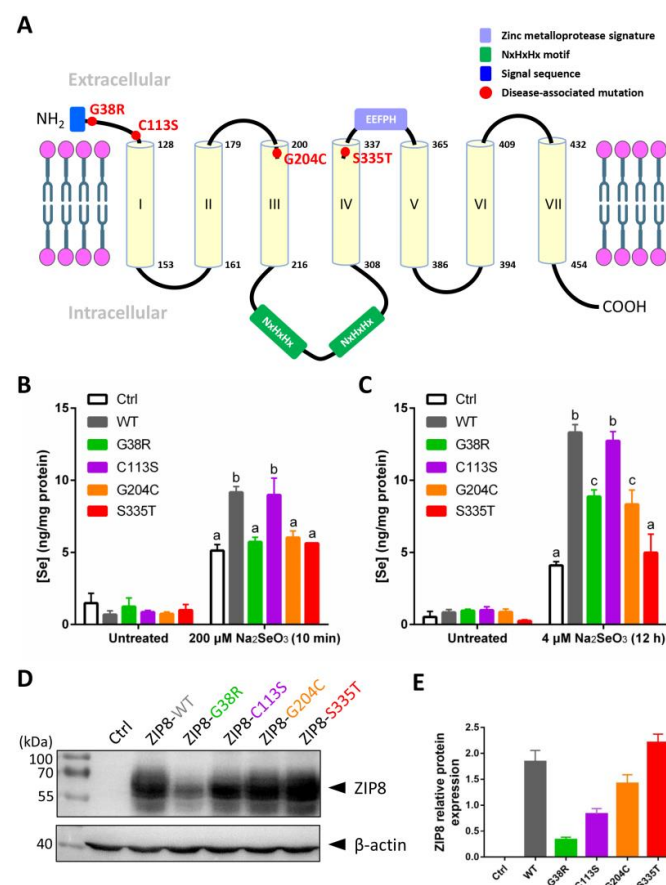 A
Zinc metalloprotease signature
NxHxHx motif
Signal sequence
Disease-associated mutation
Extracellular
NH2
G38R
C113S
EEFPH
128 179 200 337 365 409 432
G204C
S335T
I II III IV V VI VII
153 161 216 308 386 394 454
Intracellular
NxHxHx NxHxHx
COOH
B
Ctrl
WT
G38R
C113S
G204C
S335T
[Se] (ng/mg protein)
15
10
5
0
a b a b a a
Untreated 200 µM Na₂SeO₃ (10 min)
C
Ctrl
WT
G38R
C113S
G204C
S335T
[Se] (ng/mg protein)
15
10
5
0
a b c b c a
Untreated 4 µM Na₂SeO₃ (12 h)
D
Ctrl ZIP8-WT ZIP8-G38R ZIP8-C113S ZIP8-G204C ZIP8-S335T
(kDa)
100
70
55
ZIP8
40
β-actin
E
ZIP8 relative protein
expression
2.5
2.0
1.5
1.0
0.5
0.0
Ctrl WT G38R C113S G204C S335T